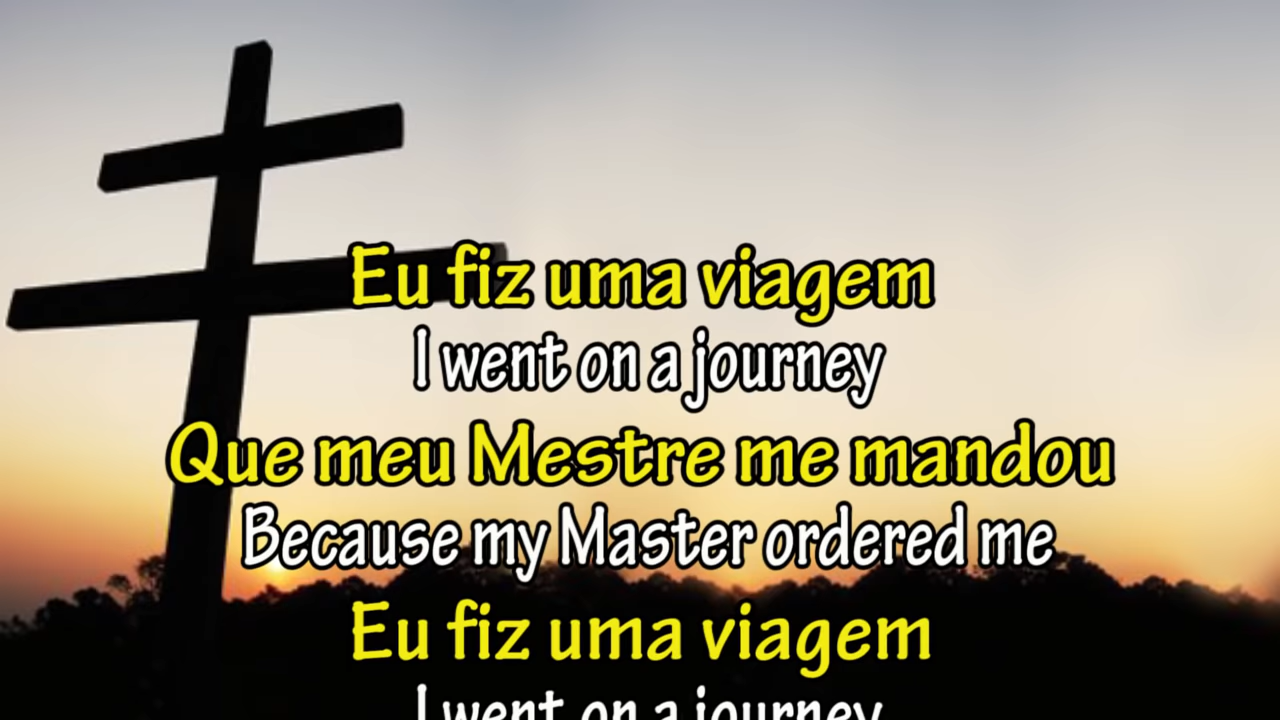 Eu fiz uma viagem
I went on a journey
Que meu Mestre me mandou
Because my Master ordered me
Eu fiz uma viagem
I went on a journey